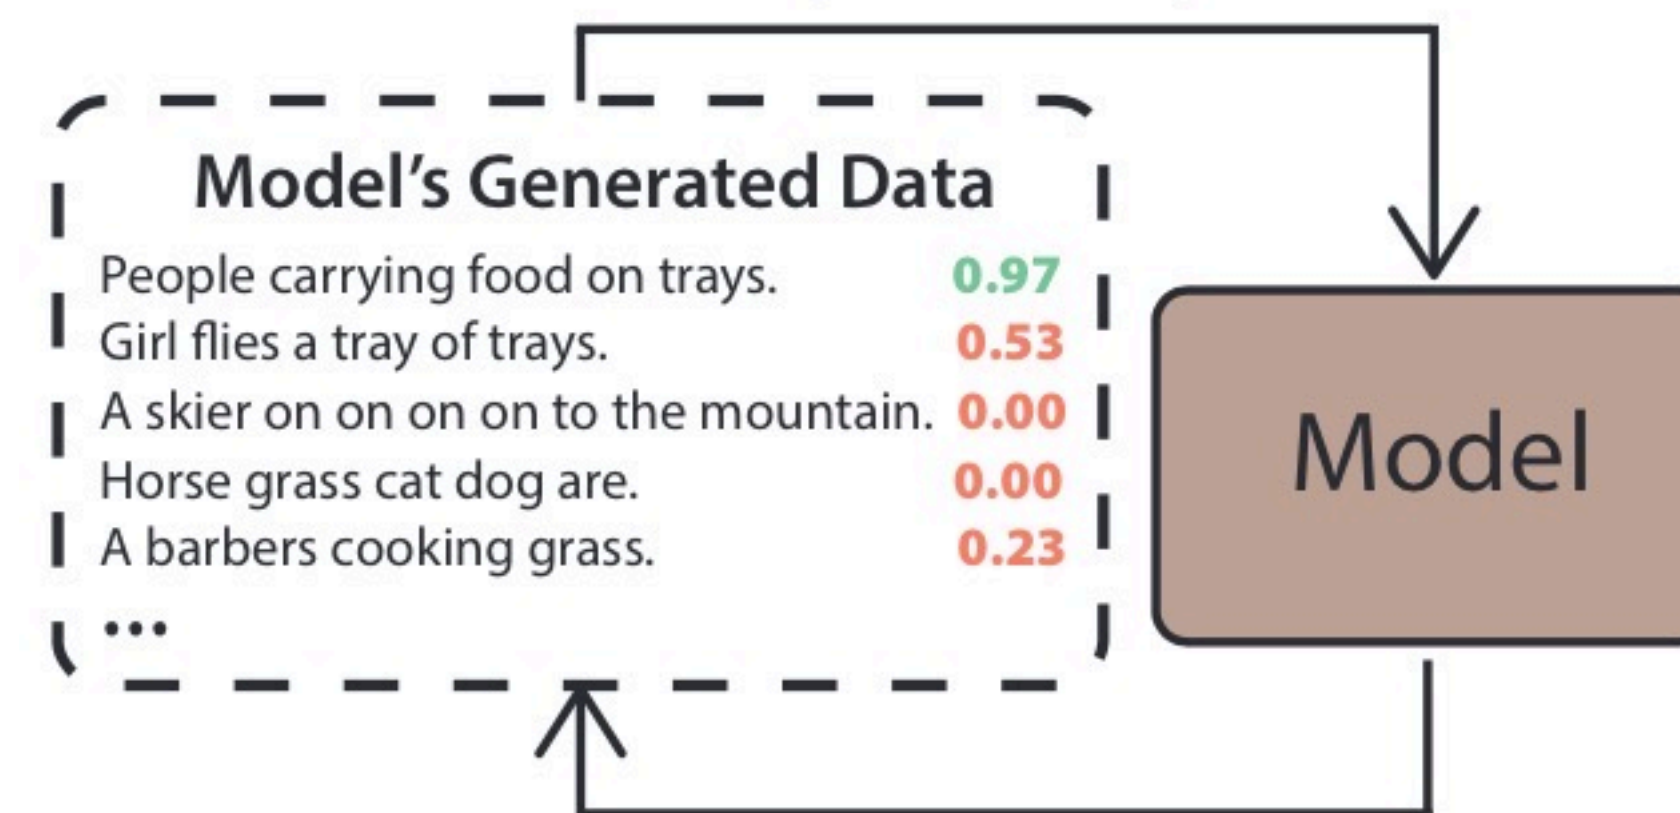 Model's Generated Data
People carrying food on trays. 0.97
Girl flies a tray of trays. 0.53
A skier on on on on to the mountain. 0.00
Horse grass cat dog are. 0.00
A barbers cooking grass. 0.23
...
Model